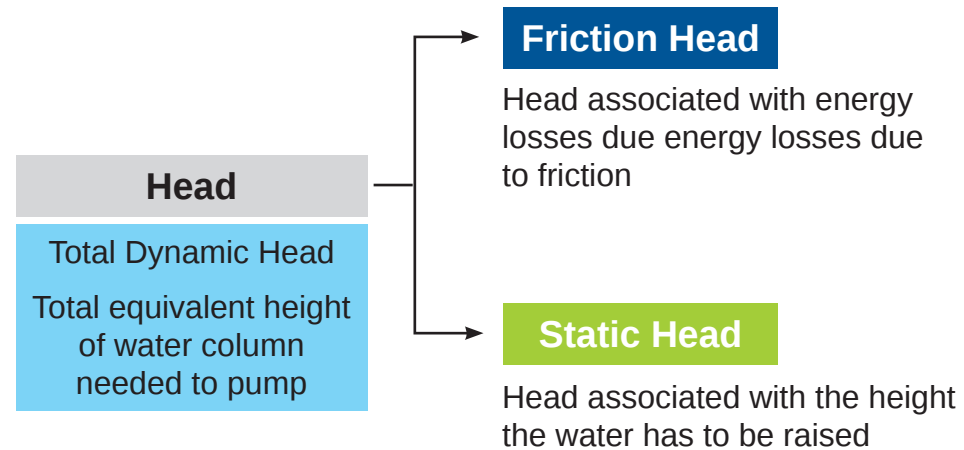 Head
Total Dynamic Head
Total equivalent height
of water column
needed to pump
Friction Head
Head associated with energy
losses due energy losses due
to friction
Static Head
Head associated with the height
the water has to be raised